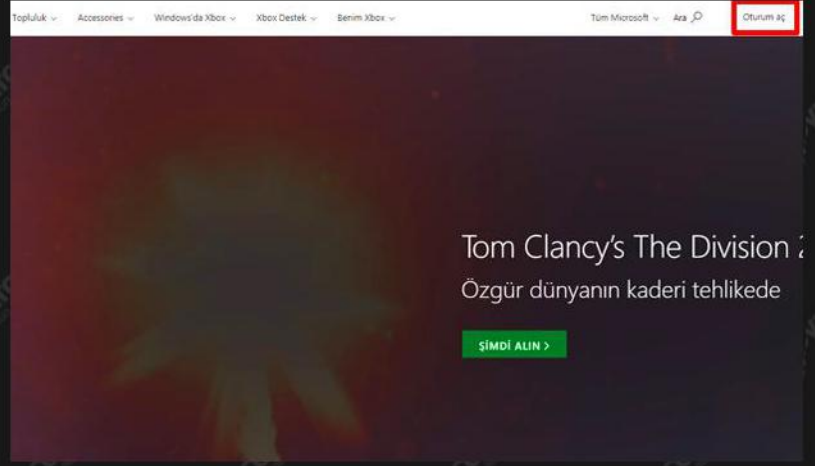 Topluluk Accessories Windows'da Xbox Xbox Destek Benim Xbox Tüm Microsoft Ara Oturum aç
Tom Clancy's The Division 2
Özgür dünyanın kaderi tehlikede
ŞİMDİ ALIN >